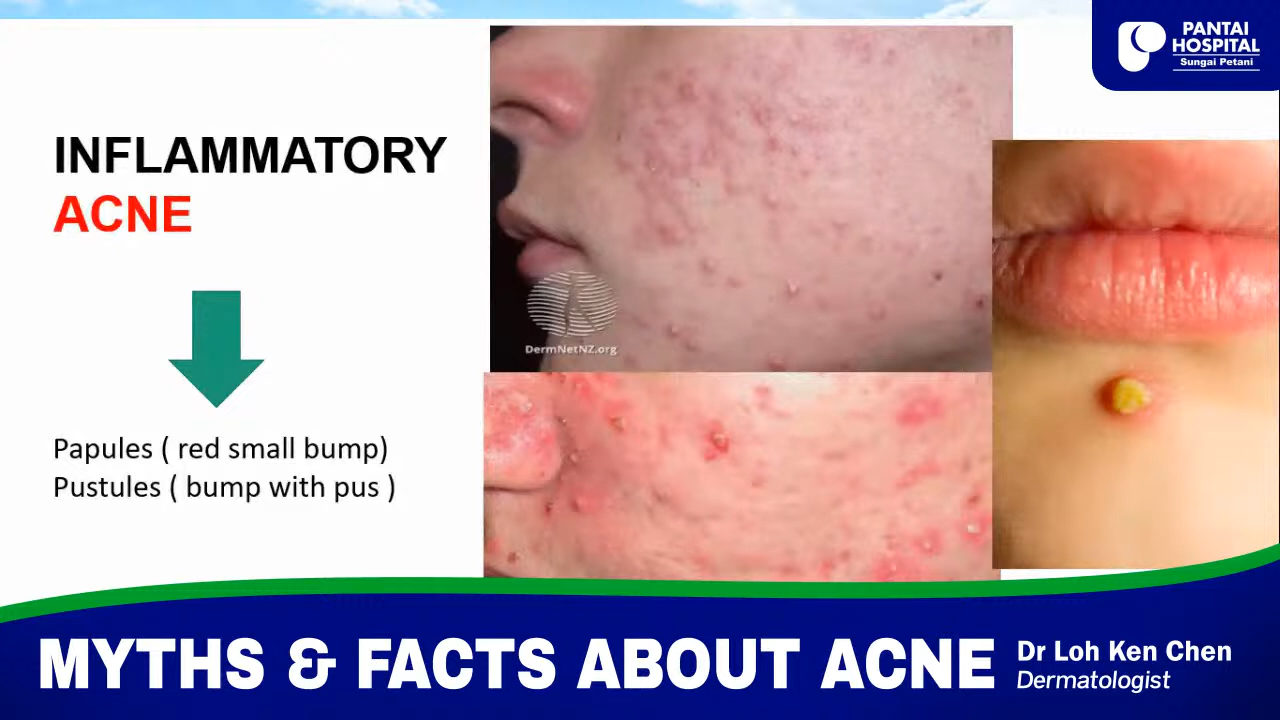 PANTAI
HOSPITAL
Sungai Petani
INFLAMMATORY
ACNE
DermNetNZ.org
Papules ( red small bump)
Pustules ( bump with pus )
MYTHS & FACTS ABOUT ACNE
Dr Loh Ken Chen
Dermatologist